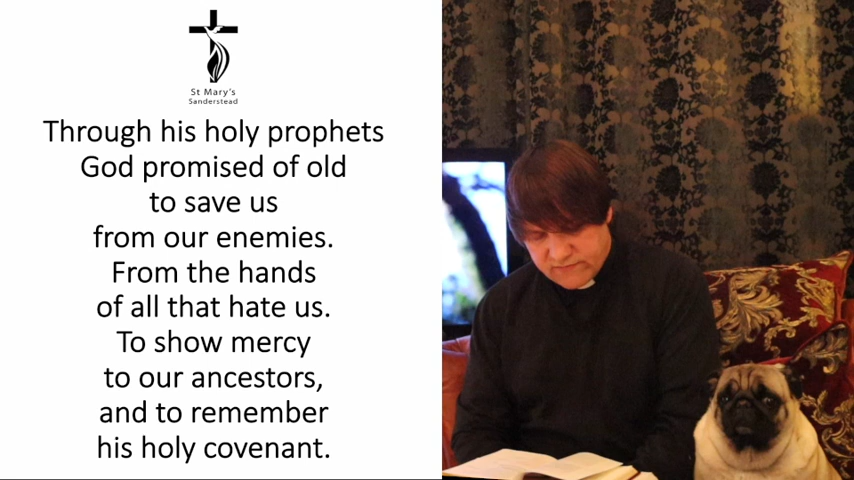 St Mary's
Sanderstead
Through his holy prophets
God promised of old
to save us
from our enemies.
From the hands
of all that hate us.
To show mercy
to our ancestors,
and to remember
his holy covenant.